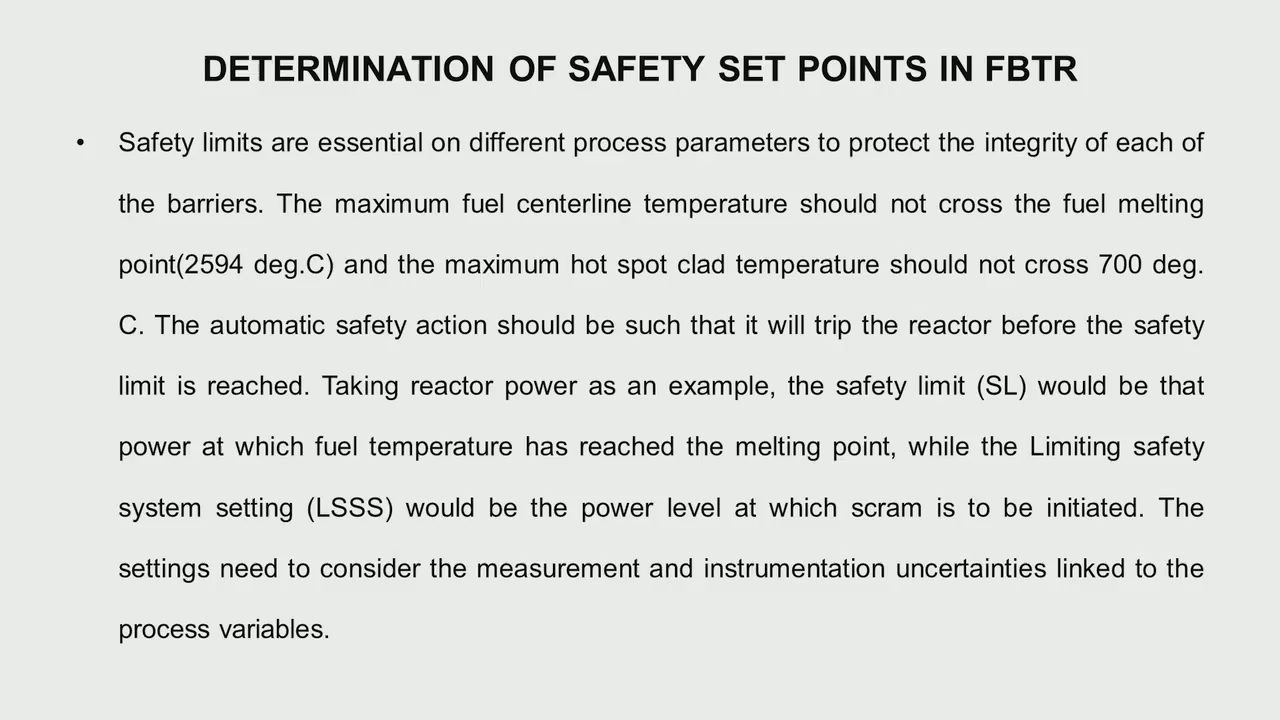 DETERMINATION OF SAFETY SET POINTS IN FBTR
• Safety limits are essential on different process parameters to protect the integrity of each of
the barriers. The maximum fuel centerline temperature should not cross the fuel melting
point(2594 deg.C) and the maximum hot spot clad temperature should not cross 700 deg.
C. The automatic safety action should be such that it will trip the reactor before the safety
limit is reached. Taking reactor power as an example, the safety limit (SL) would be that
power at which fuel temperature has reached the melting point, while the Limiting safety
system setting (LSSS) would be the power level at which scram is to be initiated. The
settings need to consider the measurement and instrumentation uncertainties linked to the
process variables.